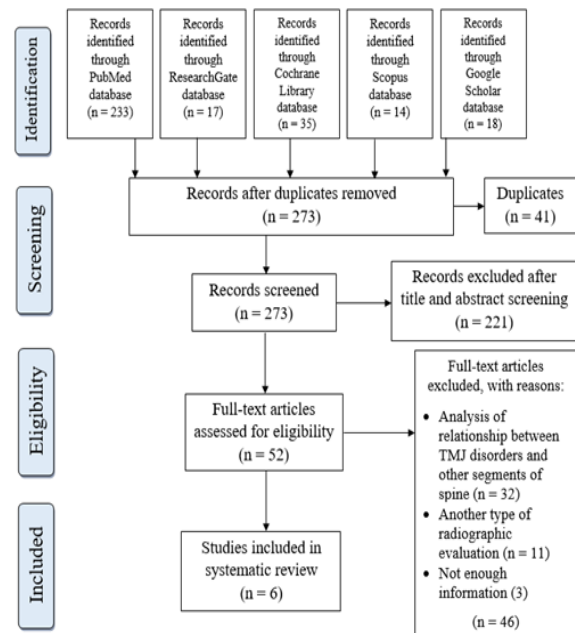 Identification
Records
identified
through
PubMed
database
(n = 233)
Records
identified
through
ResearchGate
database
(n = 17)
Records
identified
through
Cochrane
Library
database
(n = 35)
Records
identified
through
Scopus
database
(n = 14)
Records
identified
through
Google
Scholar
database
(n = 18)
Screening
Records after duplicates removed
(n = 273)
Duplicates
(n = 41)
Records screened
(n = 273)
Records excluded after
title and abstract screening
(n = 221)
Eligibility
Full-text articles
assessed for eligibility
(n = 52)
Full-text articles
excluded, with reasons:
• Analysis of
relationship between
TMJ disorders and
other segments of
spine (n = 32)
• Another type of
radiographic
evaluation (n = 11)
• Not enough
information (3)
(n = 46)
Included
Studies included in
systematic review
(n = 6)